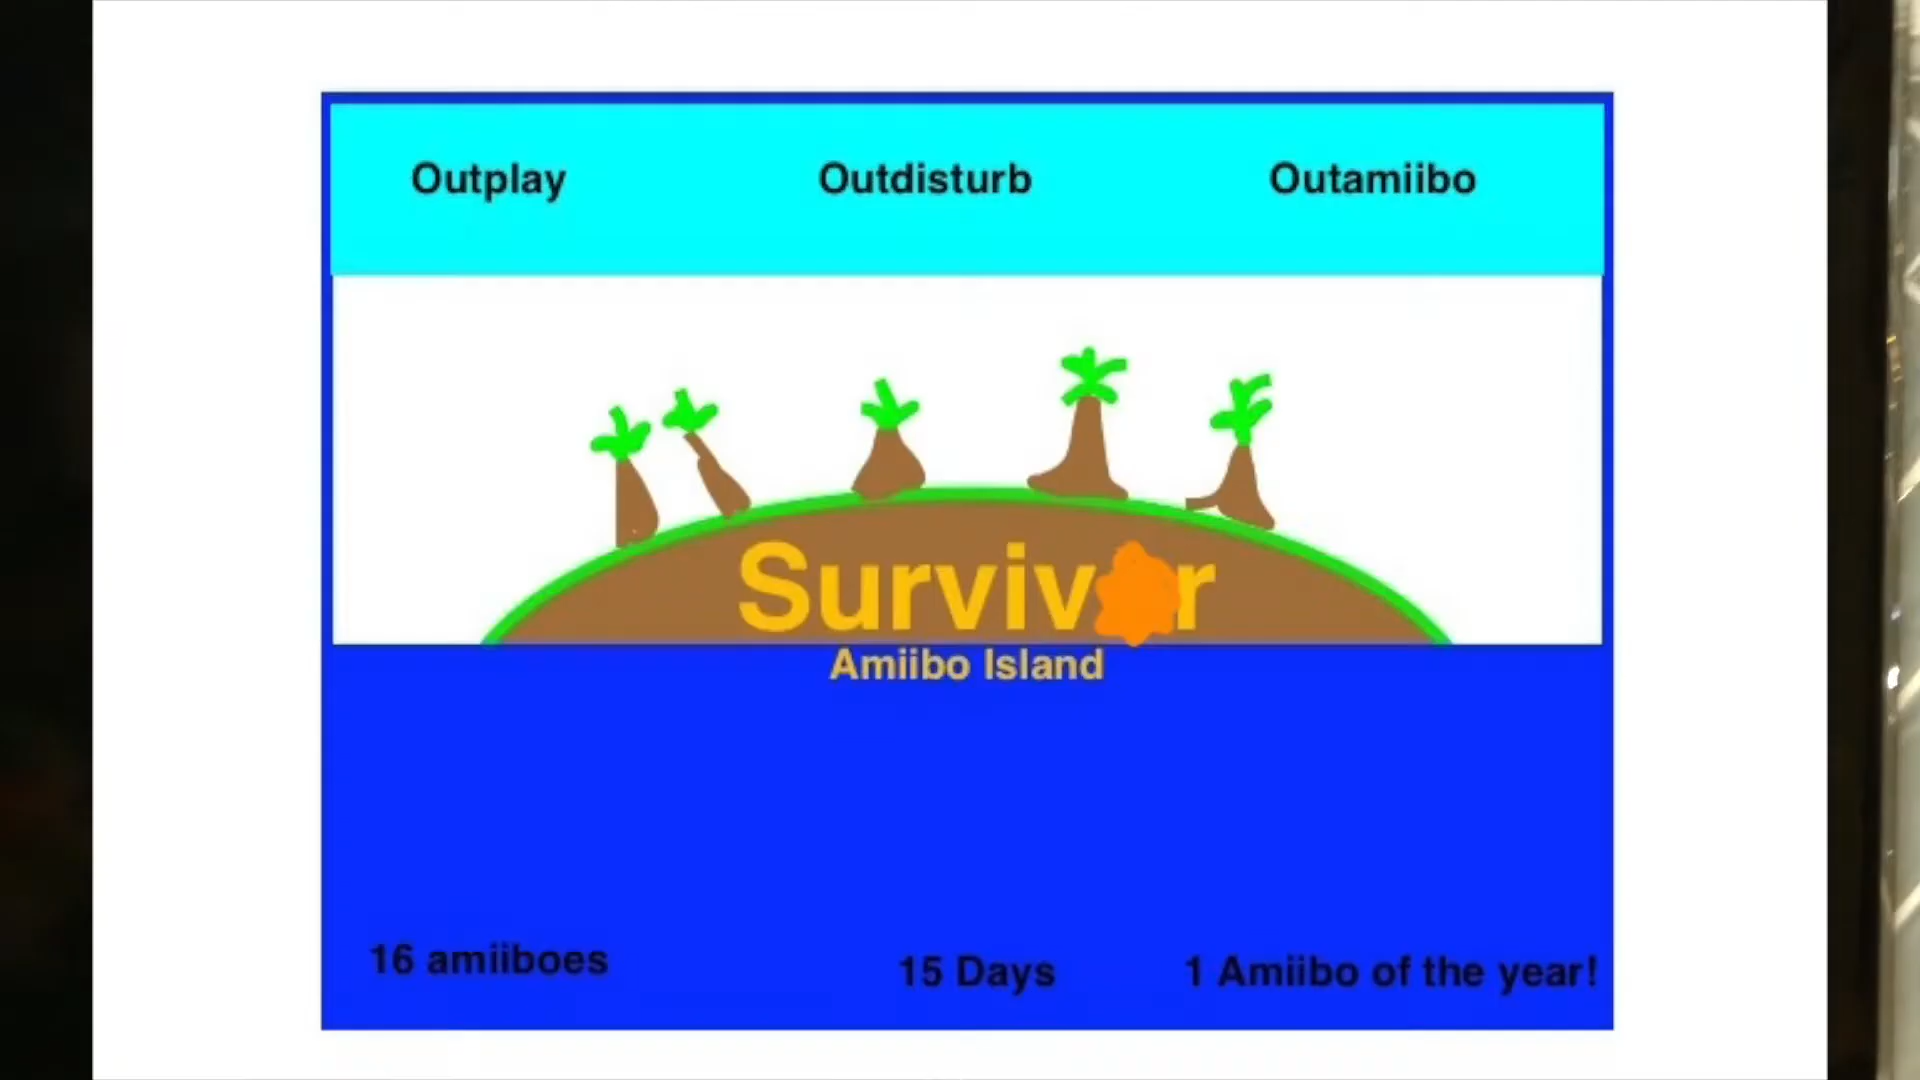 Outplay Outdisturb Outamiibo
Survivor
Amiibo Island
16 amiiboes 15 Days 1 Amiibo of the year!